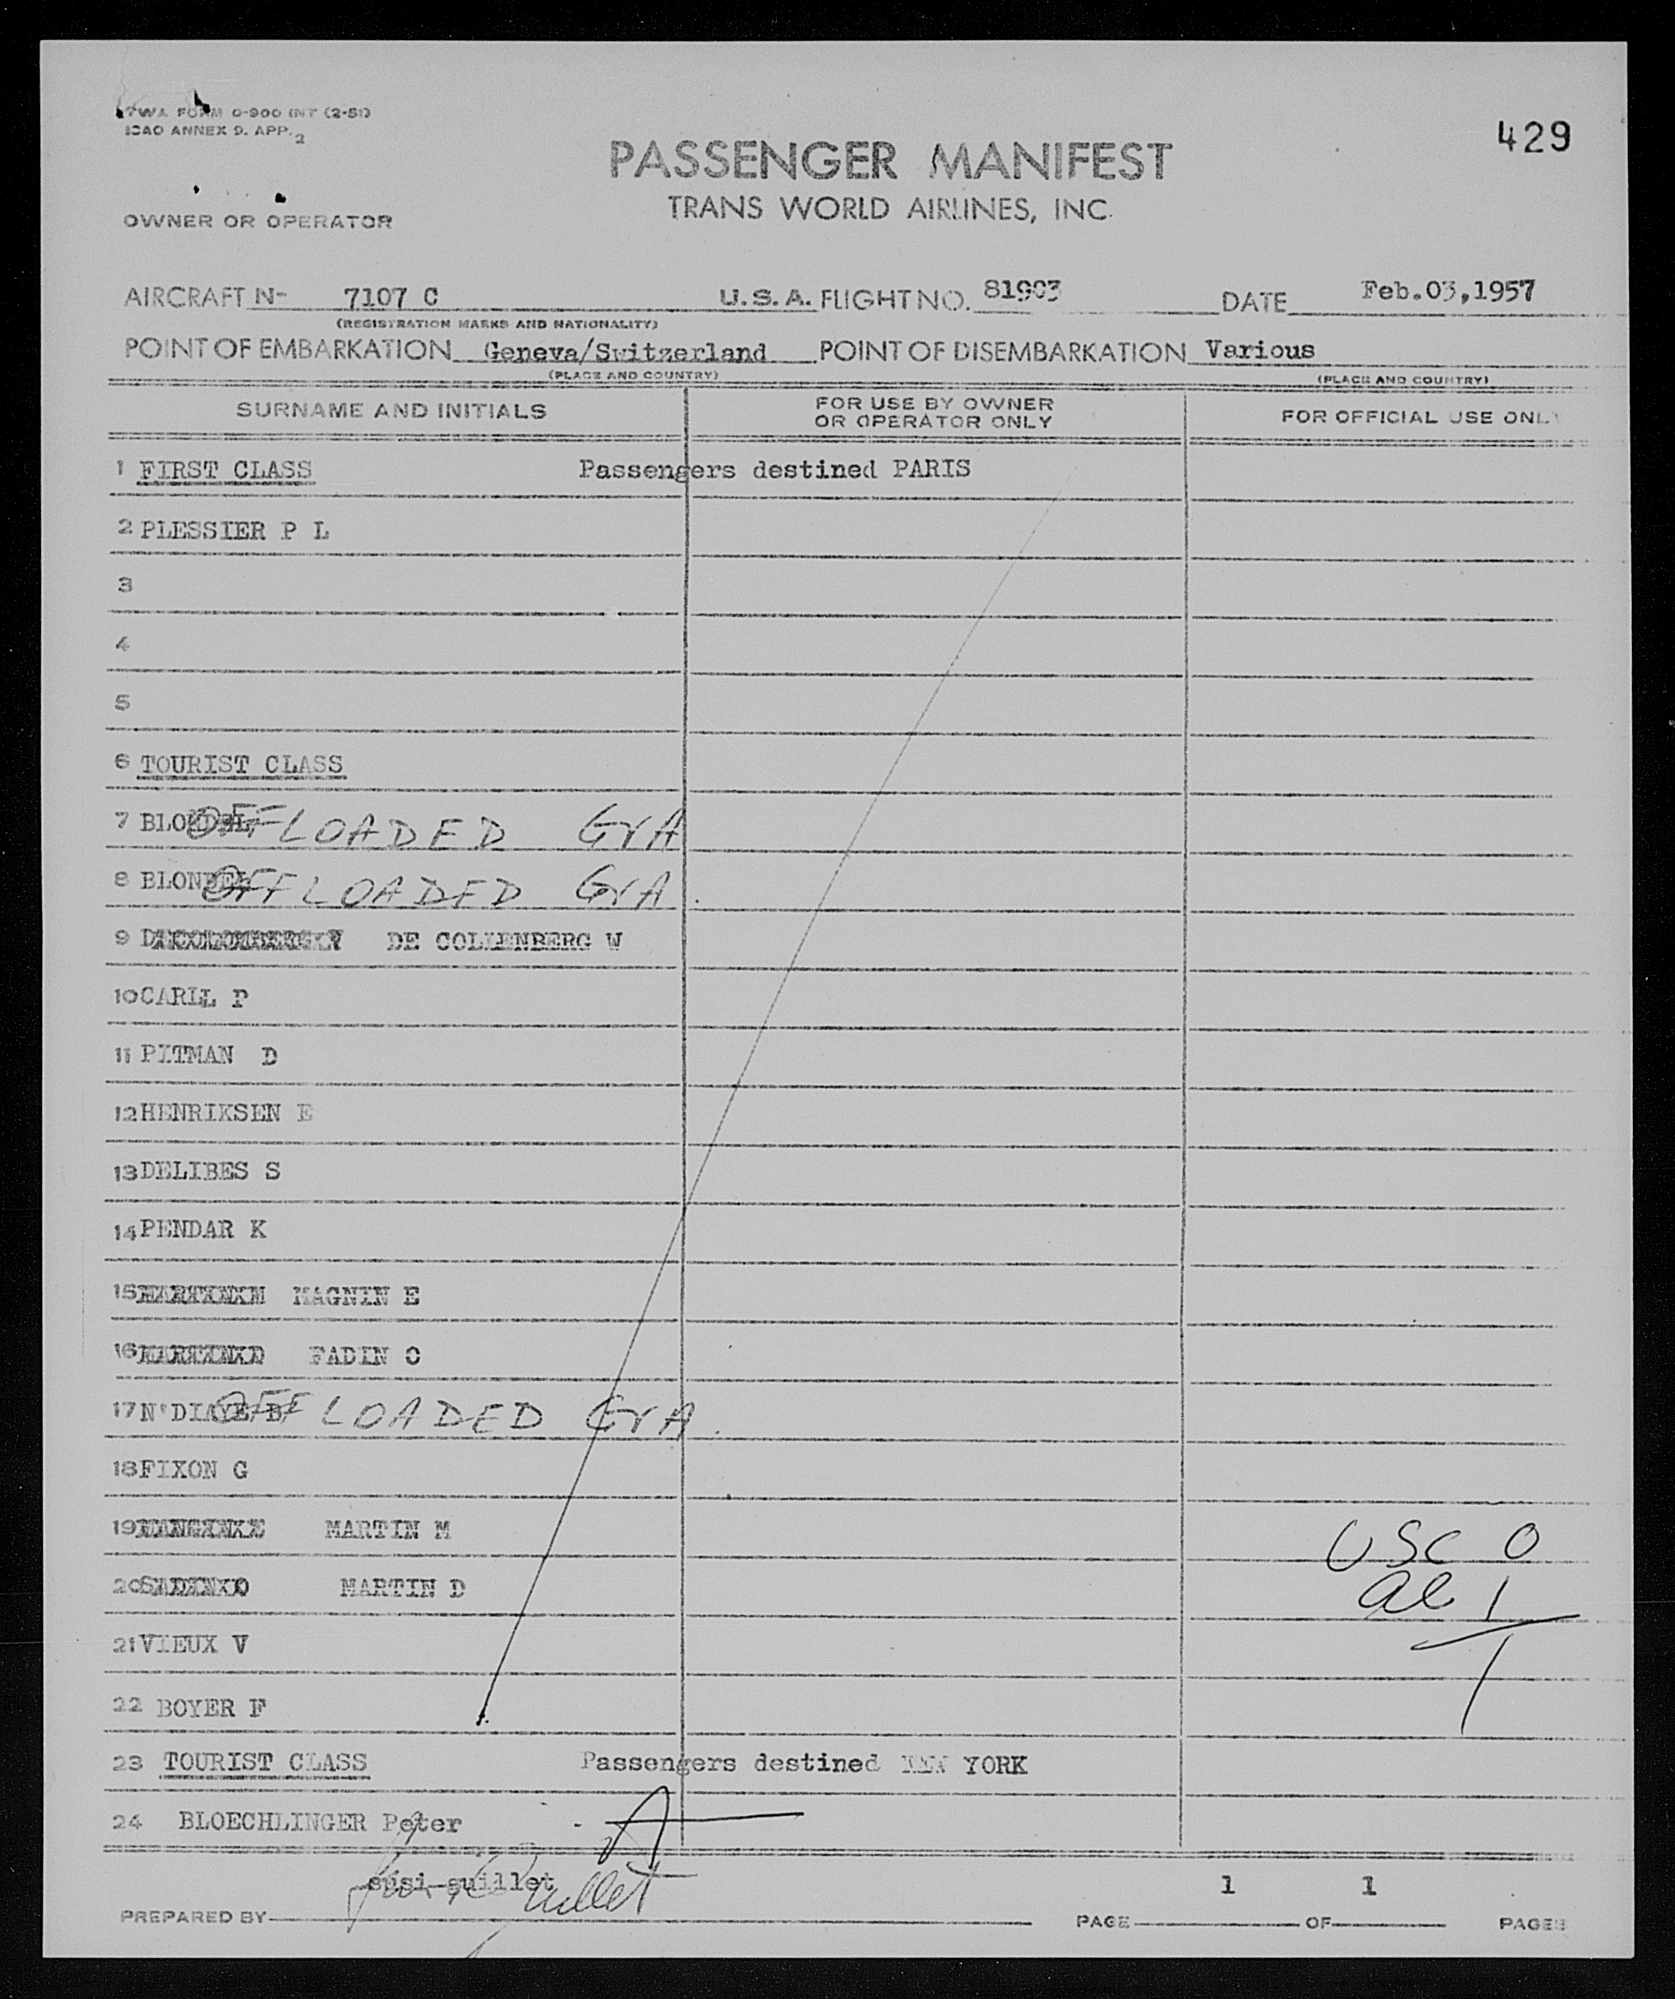 TWA FORM 0-900 INT (2-51)
ICAO ANNEX 9. APP. 2
429
PASSENGER MANIFEST
TRANS WORLD AIRLINES, INC.
OWNER OR OPERATOR
AIRCRAFT N- 7107 C U.S.A. FLIGHT NO. 81903 DATE Feb.03,1957
(REGISTRATION MARKS AND NATIONALITY)
POINT OF EMBARKATION Geneva/Switzerland POINT OF DISEMBARKATION Various
(PLACE AND COUNTRY) (PLACE AND COUNTRY)
SURNAME AND INITIALS FOR USE BY OWNER OR OPERATOR ONLY FOR OFFICIAL USE ONLY
1 FIRST CLASS Passengers destined PARIS
2 PLESSIER P L
3
4
5
6 TOURIST CLASS
7 BLONDEL OFFLOADED GVA
8 BLONDEL OFFLOADED GVA
9 DE COLLENBERG W
10 CARLL P
11 PITMAN D
12 HENRIKSEN E
13 DELIBES S
14 PENDAR K
15 MAGNIN E
16 FADIN O
17 N'DIAYE B OFFLOADED GVA
18 FIXON G
19 MARTIN M USC 0
20 MARTIN D al 1
21 VIEUX V 1
22 BOYER F
23 TOURIST CLASS Passengers destined NEW YORK
24 BLOECHLINGER Peter A
susi guillet
PREPARED BY PAGE 1 OF 1 PAGES